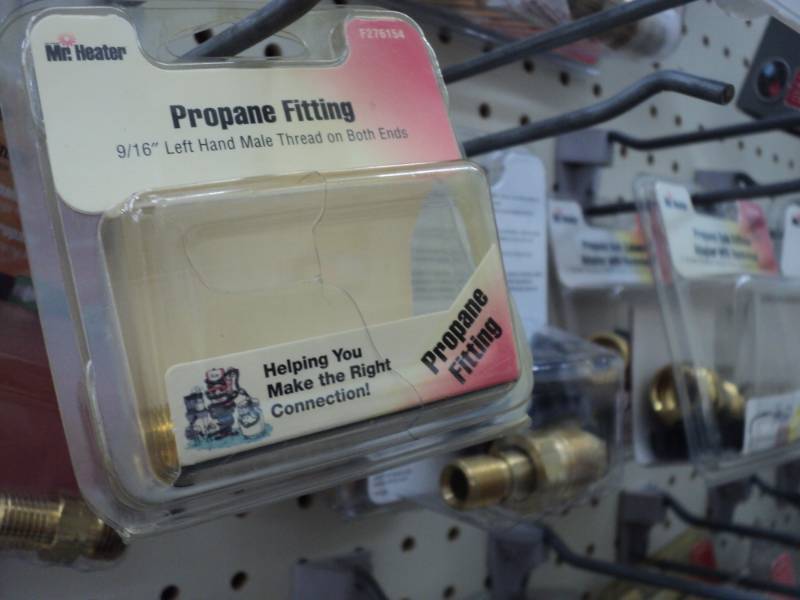 Mr. Heater
F276154
Propane Fitting
9/16" Left Hand Male Thread on Both Ends
Helping You
Make the Right
Connection!
Propane
Fitting